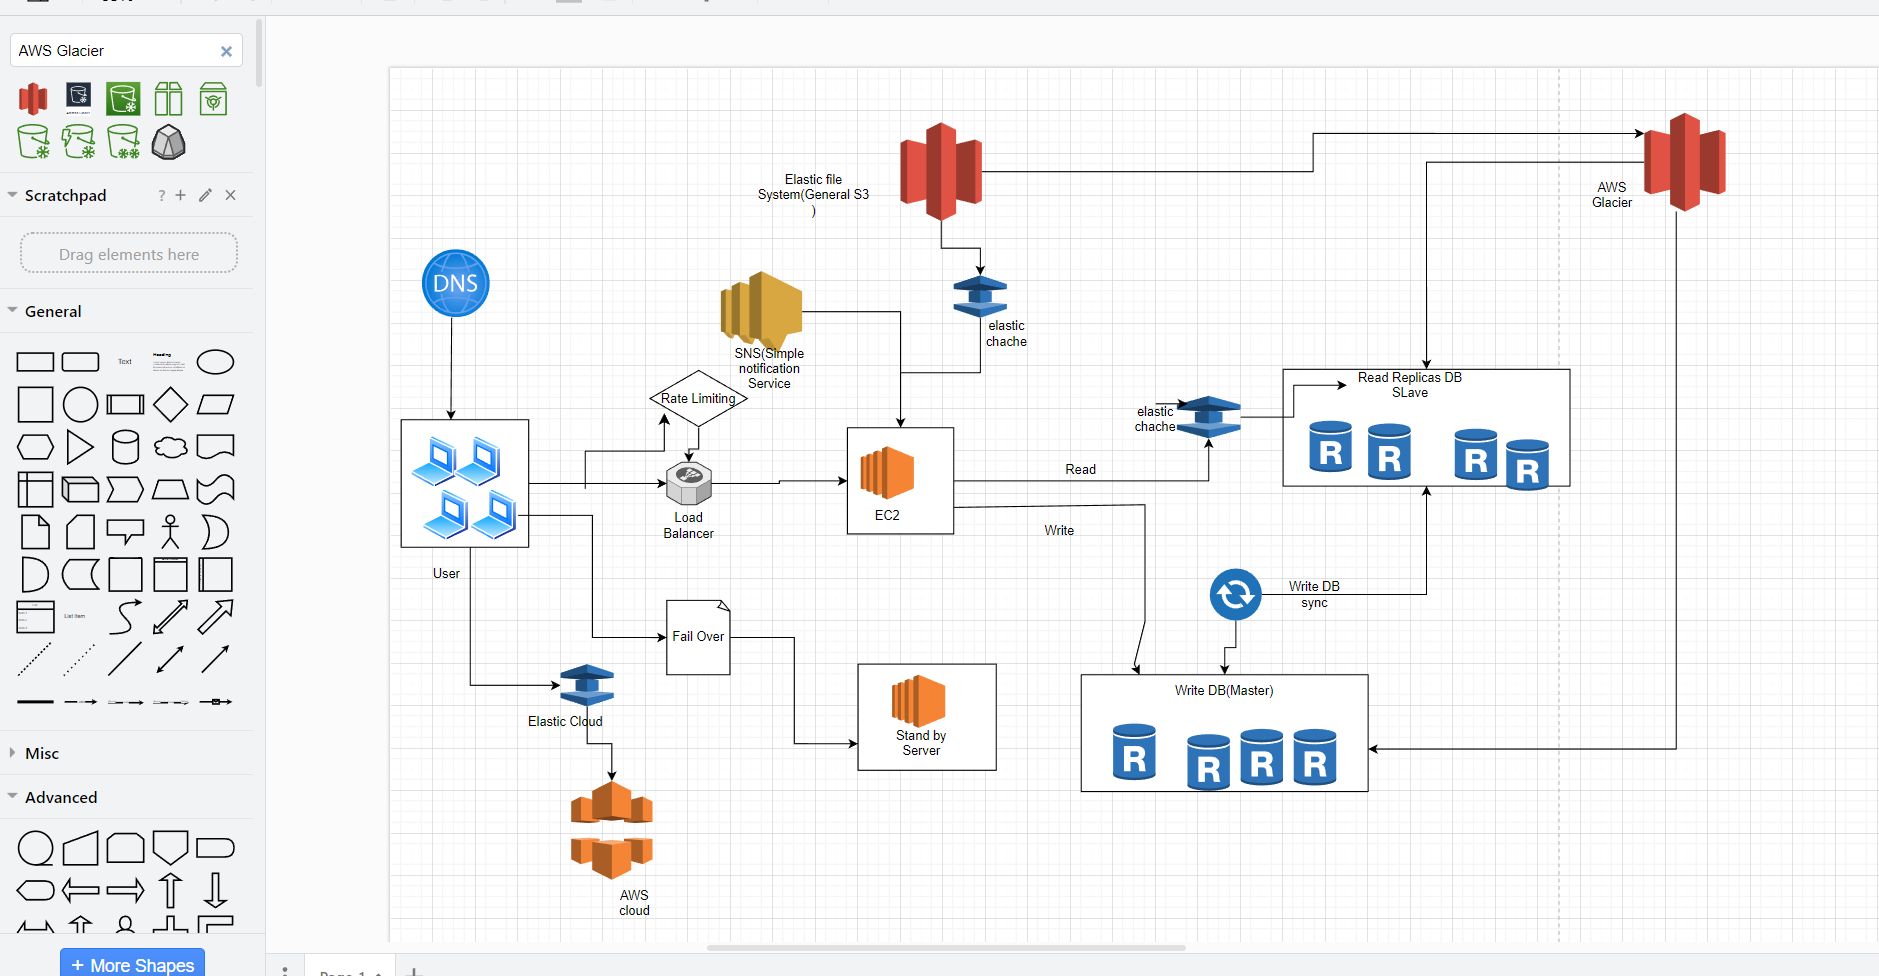 AWS Glacier
Scratchpad
?
Drag elements here
General
Text
Heading
List Item
Misc
Advanced
+ More Shapes
Elastic file
System(General S3
)
AWS
Glacier
DNS
elastic
chache
SNS(Simple
notification
Service
Rate Limiting
Read Replicas DB
SLave
elastic
chache
R
R
R
R
Read
EC2
Load
Balancer
Write
User
Write DB
sync
Fail Over
Write DB(Master)
Elastic Cloud
Stand by
Server
R
R
R
R
AWS
cloud
Page-1